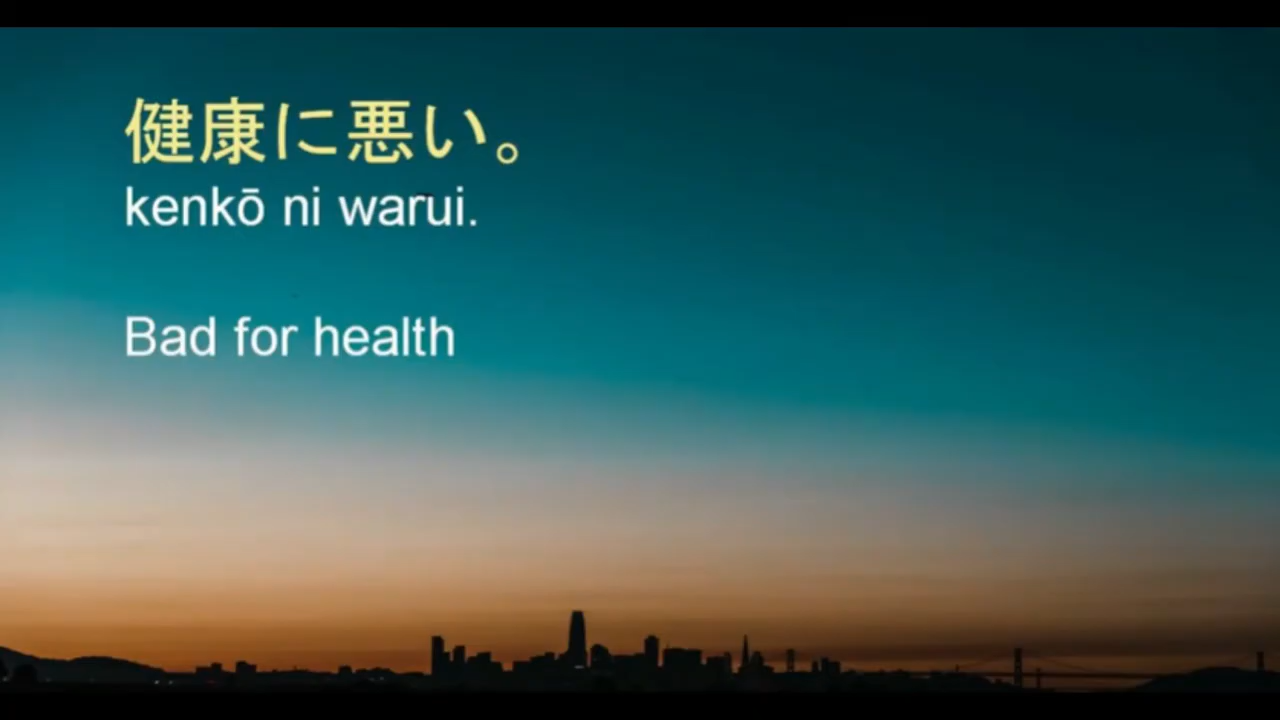 健康に悪い。
kenkō ni warui.
Bad for health